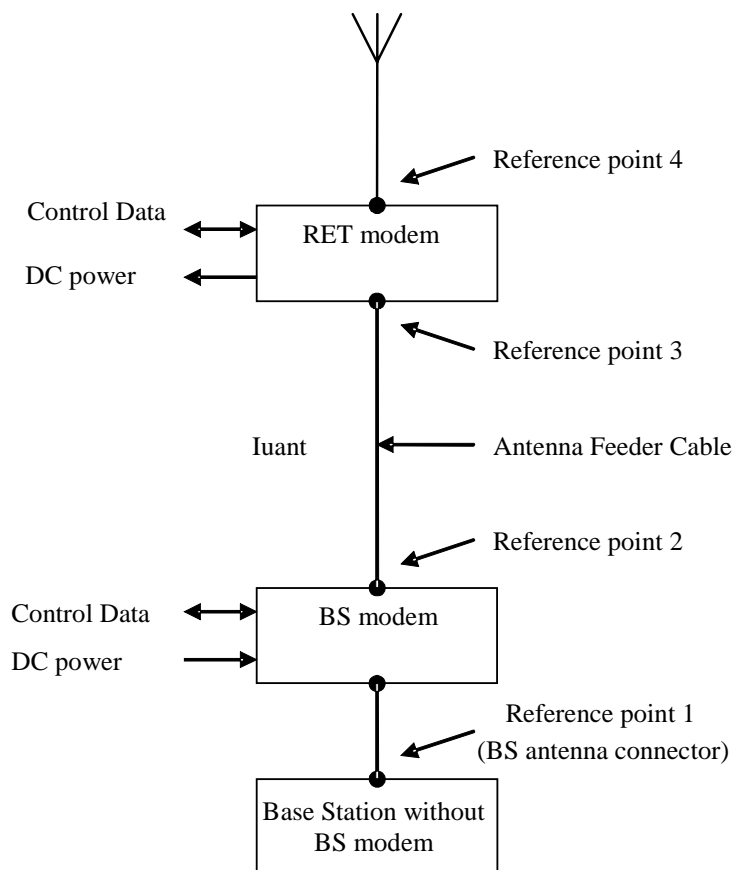 Reference point 4
Control Data
RET modem
DC power
Reference point 3
Iuant
Antenna Feeder Cable
Reference point 2
Control Data
BS modem
DC power
Reference point 1
(BS antenna connector)
Base Station without
BS modem